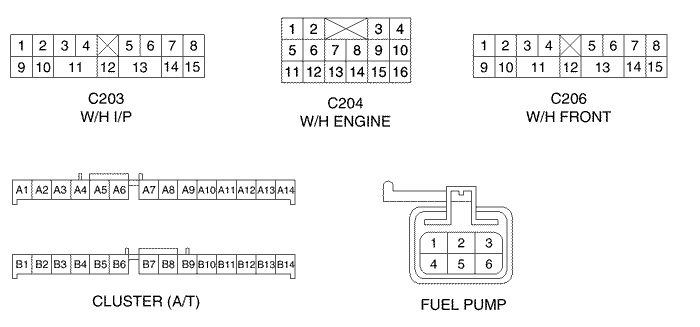 1 2 3 4 5 6 7 8
9 10 11 12 13 14 15
C203
W/H I/P
1 2 3 4
5 6 7 8 9 10
11 12 13 14 15 16
C204
W/H ENGINE
1 2 3 4 5 6 7 8
9 10 11 12 13 14 15
C206
W/H FRONT
A1 A2 A3 A4 A5 A6 A7 A8 A9 A10 A11 A12 A13 A14
B1 B2 B3 B4 B5 B6 B7 B8 B9 B10 B11 B12 B13 B14
CLUSTER (A/T)
1 2 3
4 5 6
FUEL PUMP